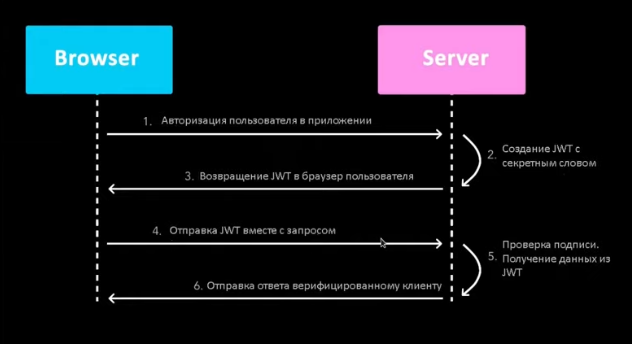 Browser
Server
1. Авторизация пользователя в приложении
2. Создание JWT с
секретным словом
3. Возвращение JWT в браузер пользователя
4. Отправка JWT вместе с запросом
5. Проверка подписи.
Получение данных из
JWT
6. Отправка ответа верифицированному клиенту